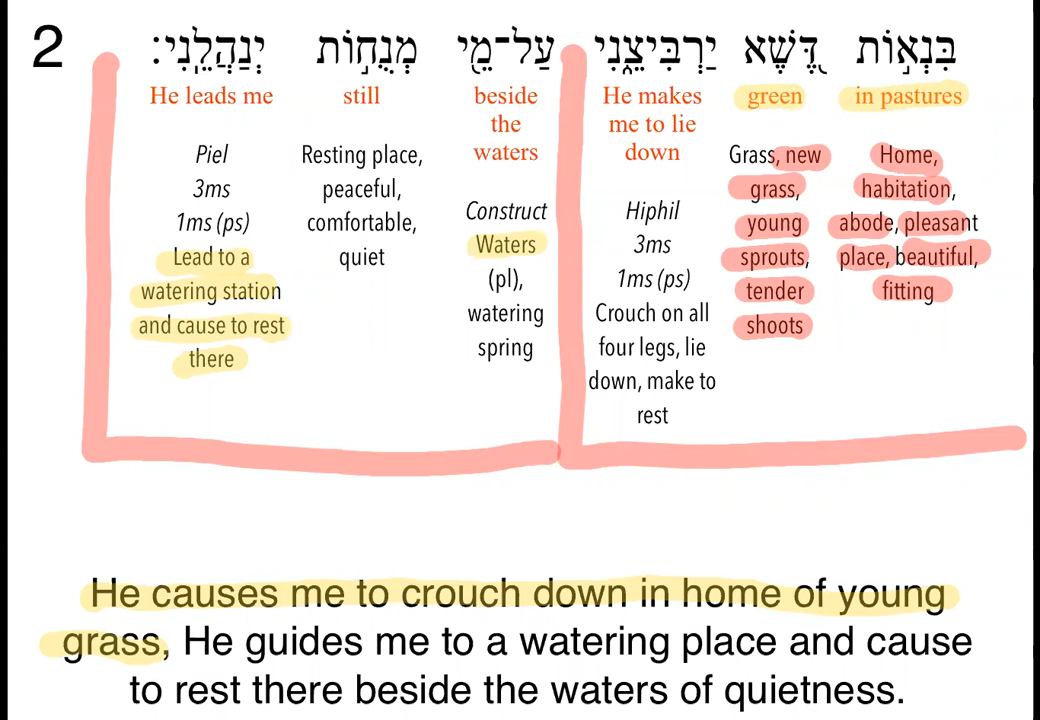 2
בִּנְא֣וֹת דֶּ֭שֶׁא יַרְבִּיצֵ֑נִי עַל־מֵ֖י מְנֻח֣וֹת יְנַהֲלֵֽנִי׃
in pastures
Home,
habitation,
abode, pleasant
place, beautiful,
fitting
green
Grass, new
grass,
young
sprouts,
tender
shoots
He makes
me to lie
down
Hiphil
3ms
1ms (ps)
Crouch on all
four legs, lie
down, make to
rest
beside
the
waters
Construct
Waters
(pl),
watering
spring
still
Resting place,
peaceful,
comfortable,
quiet
He leads me
Piel
3ms
1ms (ps)
Lead to a
watering station
and cause to rest
there
He causes me to crouch down in home of young
grass, He guides me to a watering place and cause
to rest there beside the waters of quietness.